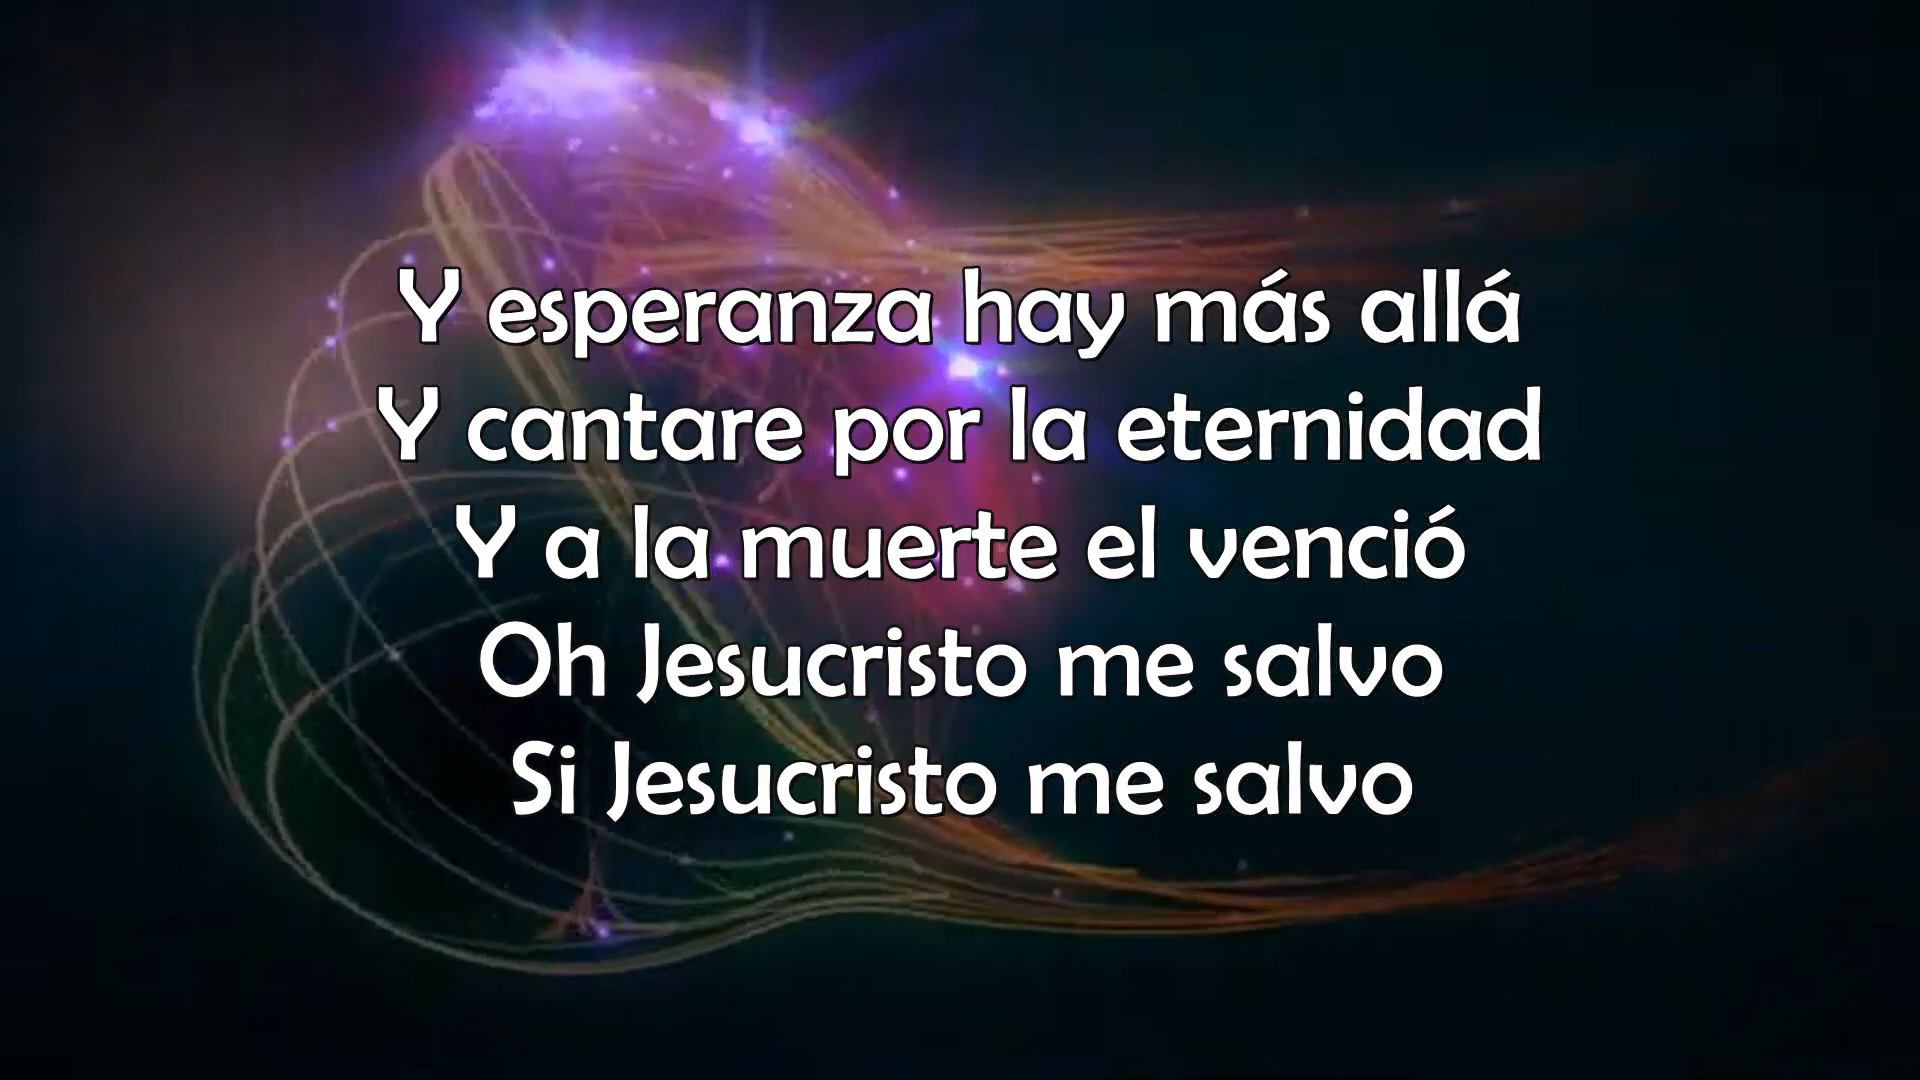 Y esperanza hay más allá
Y cantare por la eternidad
Y a la muerte el venció
Oh Jesucristo me salvo
Si Jesucristo me salvo